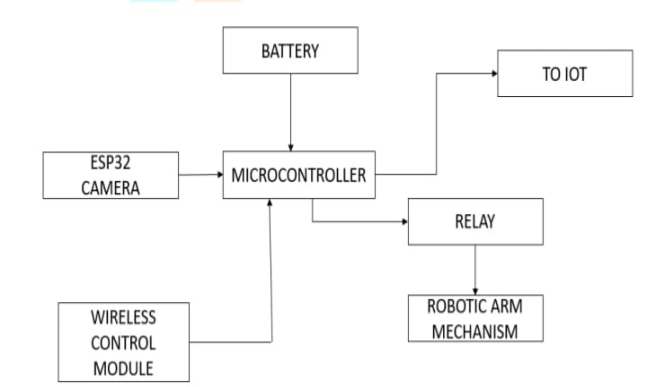 BATTERY
TO IOT
ESP32
CAMERA
MICROCONTROLLER
RELAY
ROBOTIC ARM
MECHANISM
WIRELESS
CONTROL
MODULE